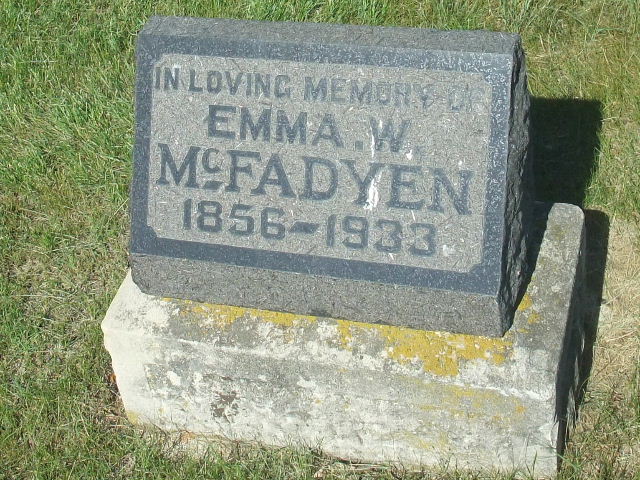 IN LOVING MEMORY OF
EMMA.W.
McFADYEN
1856-1933